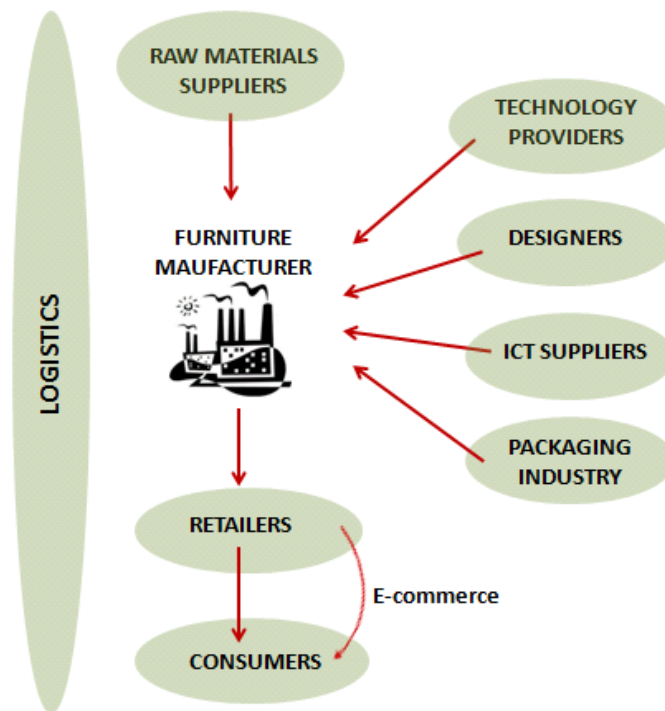 RAW MATERIALS
SUPPLIERS
TECHNOLOGY
PROVIDERS
FURNITURE
MAUFACTURER
DESIGNERS
LOGISTICS
ICT SUPPLIERS
PACKAGING
INDUSTRY
RETAILERS
E-commerce
CONSUMERS